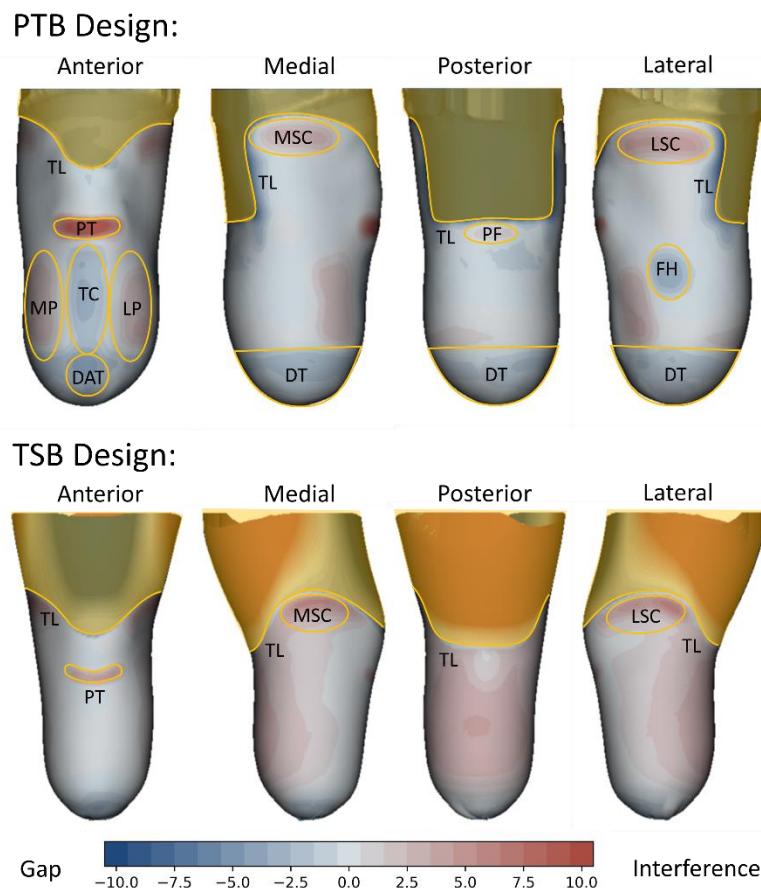 PTB Design:
Anterior Medial Posterior Lateral
MSC LSC
TL
TL TL
PT TL PF
FH
MP TC LP
DAT DT DT DT
TSB Design:
Anterior Medial Posterior Lateral
TL MSC LSC
TL TL TL
PT
Gap Interference
−10.0 −7.5 −5.0 −2.5 0.0 2.5 5.0 7.5 10.0